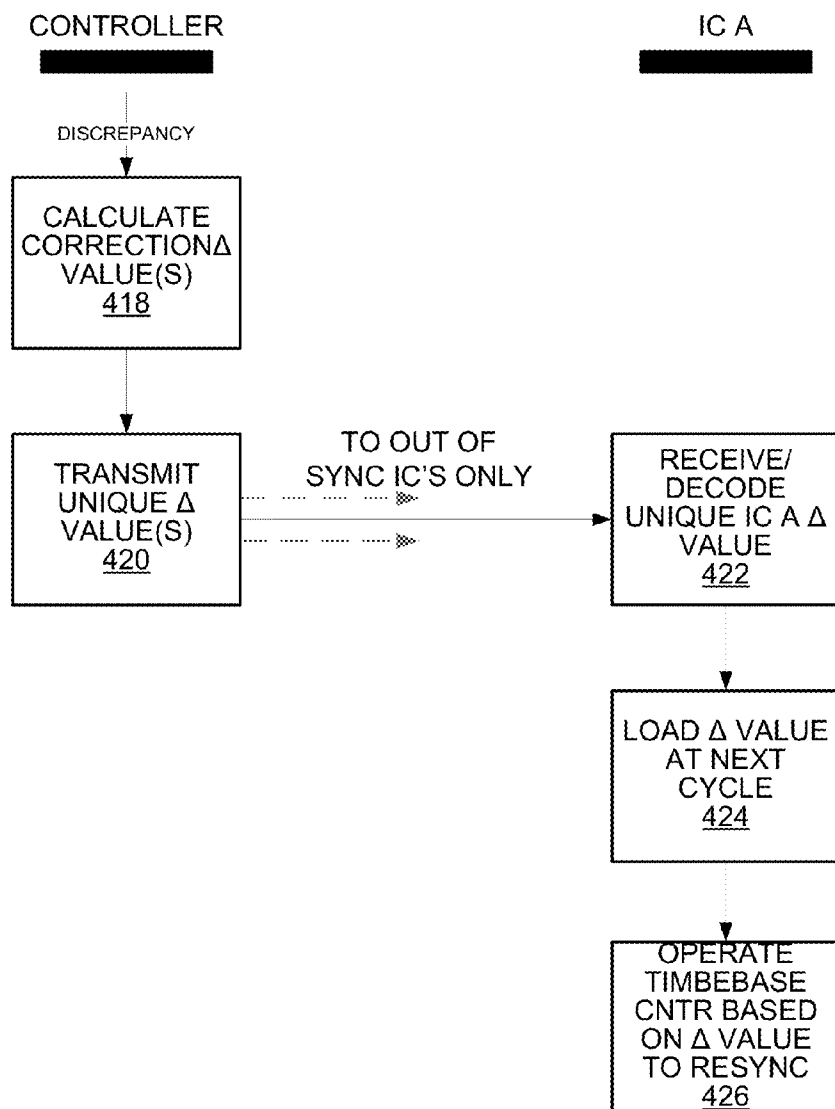 CONTROLLER
IC A
DISCREPANCY
CALCULATE
CORRECTIONΔ
VALUE(S)
418
TRANSMIT
UNIQUE Δ
VALUE(S)
420
TO OUT OF
SYNC IC'S ONLY
RECEIVE/
DECODE
UNIQUE IC A Δ
VALUE
422
LOAD Δ VALUE
AT NEXT
CYCLE
424
OPERATE
TIMBEBASE
CNTR BASED
ON Δ VALUE
TO RESYNC
426